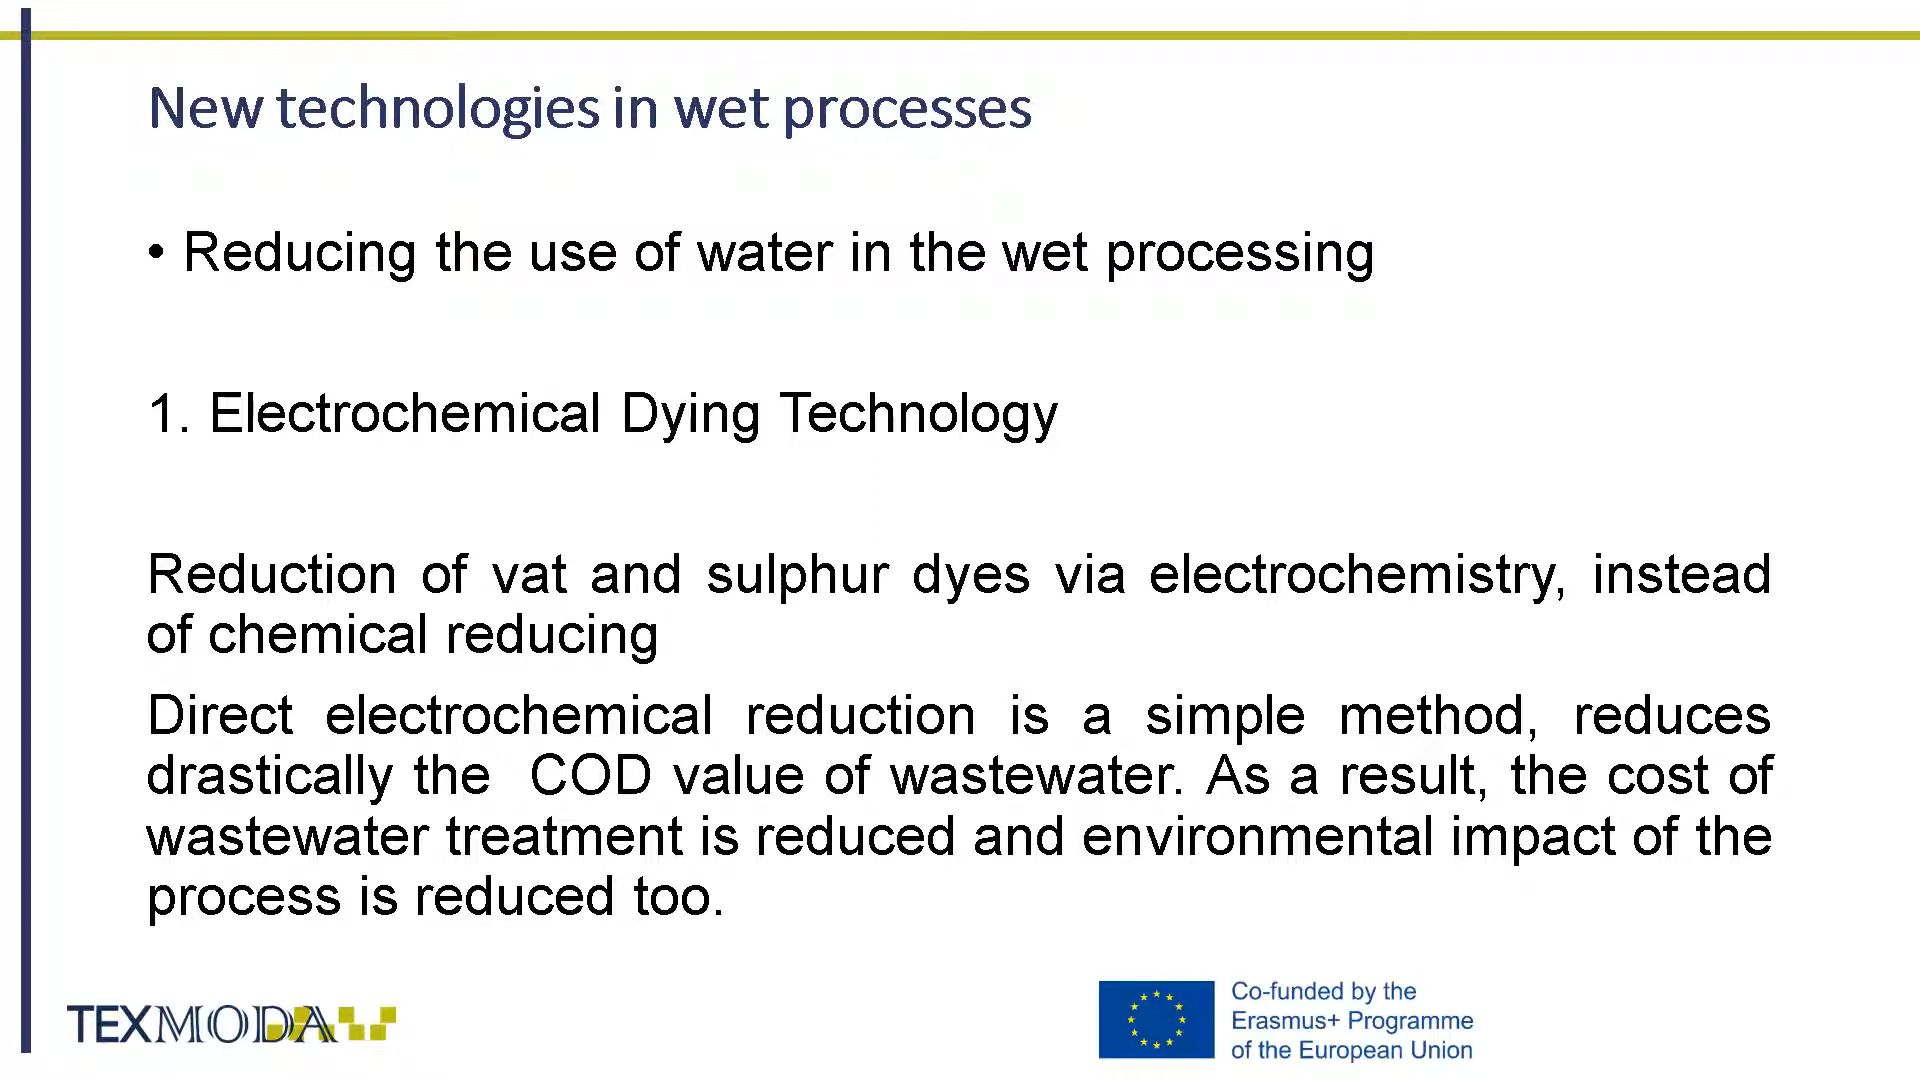 New technologies in wet processes
• Reducing the use of water in the wet processing
1. Electrochemical Dying Technology
Reduction of vat and sulphur dyes via electrochemistry, instead
of chemical reducing
Direct electrochemical reduction is a simple method, reduces
drastically the COD value of wastewater. As a result, the cost of
wastewater treatment is reduced and environmental impact of the
process is reduced too.
TEXMODA
Co-funded by the
Erasmus+ Programme
of the European Union